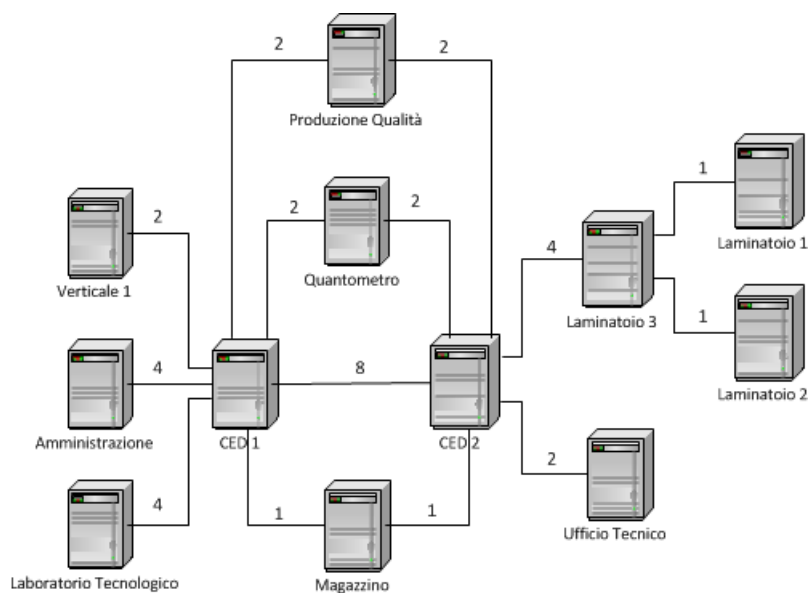 2
2
Produzione Qualità
2
2
2
Quantometro
Verticale 1
1
Laminatoio 1
4
Laminatoio 3
1
Laminatoio 2
4
Amministrazione
CED 1
8
CED 2
4
Laboratorio Tecnologico
1
1
Magazzino
2
Ufficio Tecnico